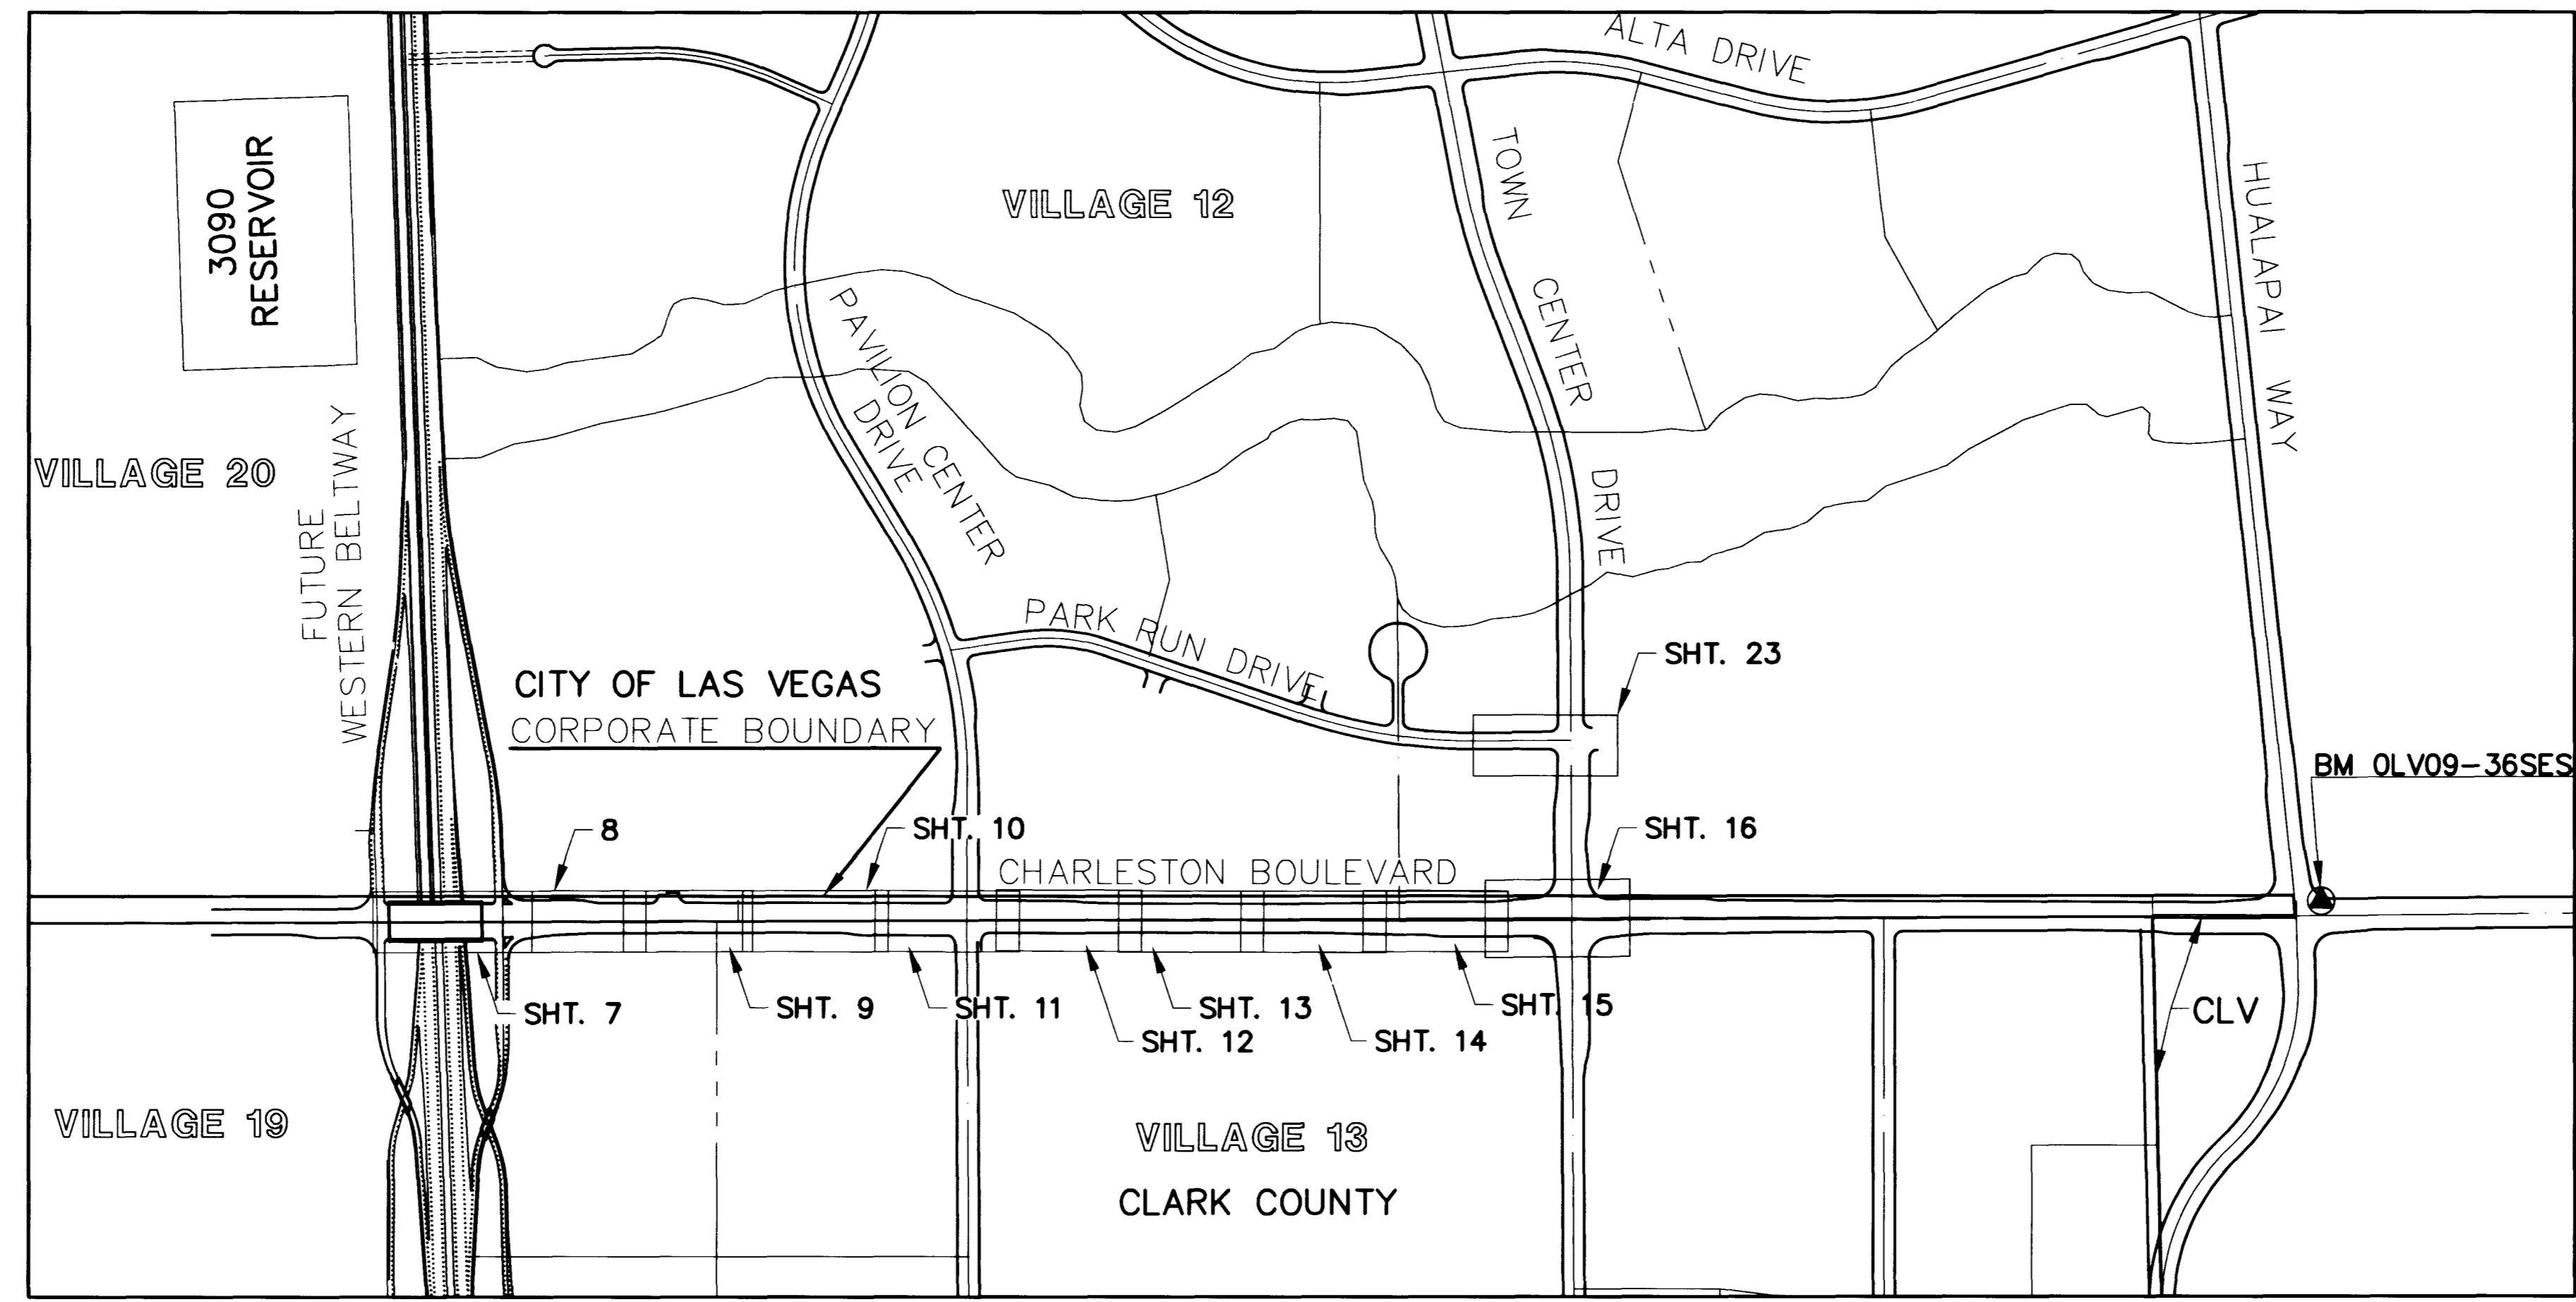 ALTA DRIVE
3090
RESERVOIR
VILLAGE 12
TOWN CENTER DRIVE
HUALAPAI WAY
PAVILION CENTER
DRIVE
VILLAGE 20
FUTURE
WESTERN BELTWAY
PARK RUN DRIVE
SHT. 23
CITY OF LAS VEGAS
CORPORATE BOUNDARY
BM 0LV09-36SES
8
SHT. 10
SHT. 16
CHARLESTON BOULEVARD
SHT. 7
SHT. 9
SHT. 11
SHT. 13
SHT. 15
CLV
SHT. 12
SHT. 14
VILLAGE 19
VILLAGE 13
CLARK COUNTY